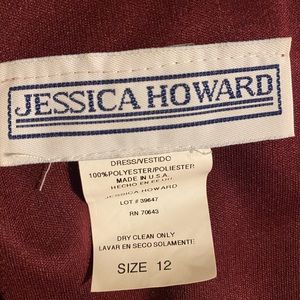 JESSICA HOWARD
DRESS/VESTIDO
100%POLYESTER/POLIESTER
MADE IN U.S.A.
HECHO EN EE UU
JESSICA HOWARD
LOT # 39647
RN 70643
DRY CLEAN ONLY
LAVAR EN SECO SOLAMENTE
SIZE 12